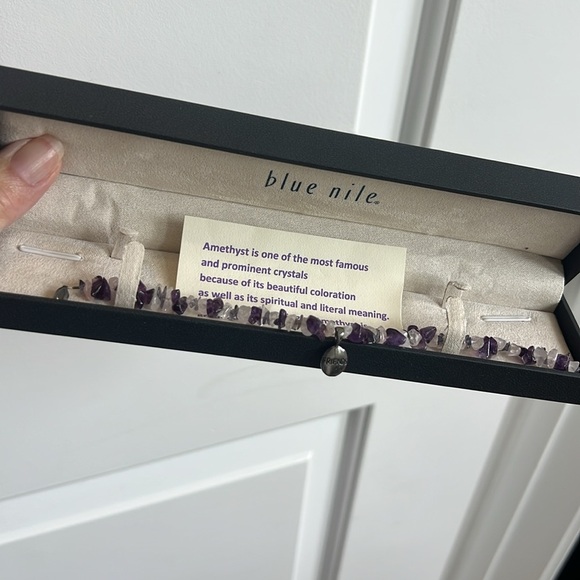 blue nile
Amethyst is one of the most famous
and prominent crystals
because of its beautiful coloration
as well as its spiritual and literal meaning.